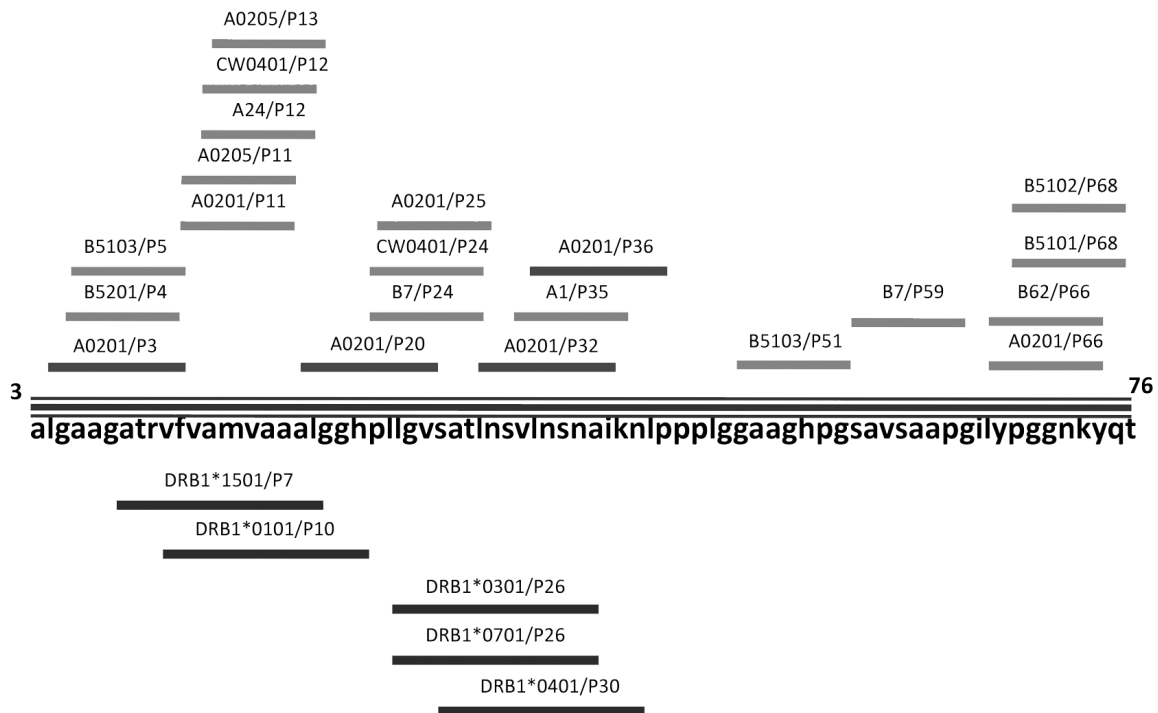 A0205/P13
CW0401/P12
A24/P12
A0205/P11
A0201/P11 A0201/P25 B5102/P68
B5103/P5 CW0401/P24 A0201/P36 B5101/P68
B5201/P4 B7/P24 A1/P35 B7/P59 B62/P66
A0201/P3 A0201/P20 A0201/P32 B5103/P51 A0201/P66
3 76
algaagatrvfvamvaaalgghpllgvsatlnsvlnsnaiknlppplggaaghpgsavsaapgilypggnkyqt
DRB1*1501/P7
DRB1*0101/P10
DRB1*0301/P26
DRB1*0701/P26
DRB1*0401/P30